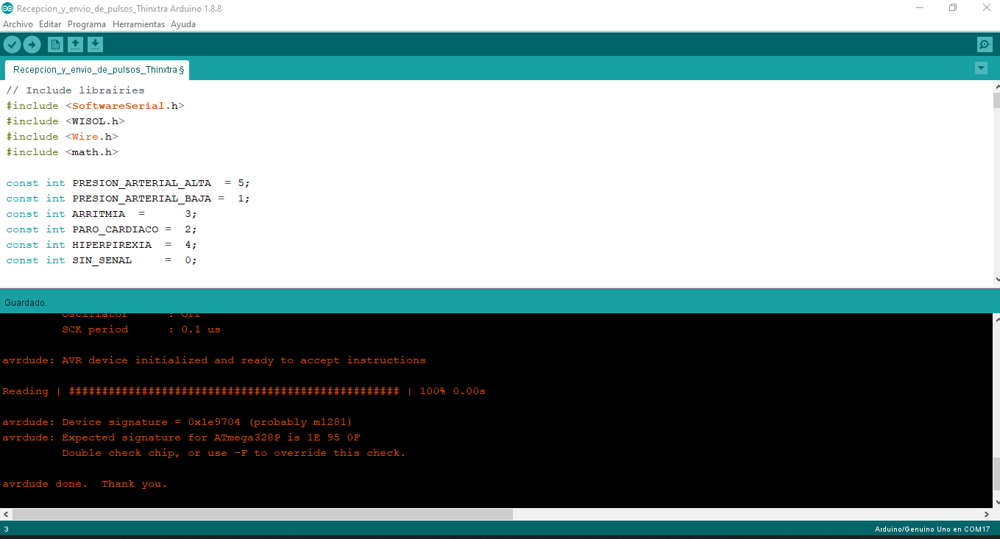 Recepcion_y_envio_de_pulsos_Thinxtra Arduino 1.8.8
Archivo Editar Programa Herramientas Ayuda
Recepcion_y_envio_de_pulsos_Thinxtra §
// Include librairies
#include <SoftwareSerial.h>
#include <WISOL.h>
#include <Wire.h>
#include <math.h>
const int PRESION_ARTERIAL_ALTA = 5;
const int PRESION_ARTERIAL_BAJA = 1;
const int ARRITMIA = 3;
const int PARO_CARDIACO = 2;
const int HIPERPIREXIA = 4;
const int SIN_SENAL = 0;
Guardado.
Oscillator : Off
SCK period : 0.1 us
avrdude: AVR device initialized and ready to accept instructions
Reading | ################################################## | 100% 0.00s
avrdude: Device signature = 0x1e9704 (probably m1281)
avrdude: Expected signature for ATmega328P is 1E 95 0F
Double check chip, or use -F to override this check.
avrdude done. Thank you.
3
Arduino/Genuino Uno en COM17